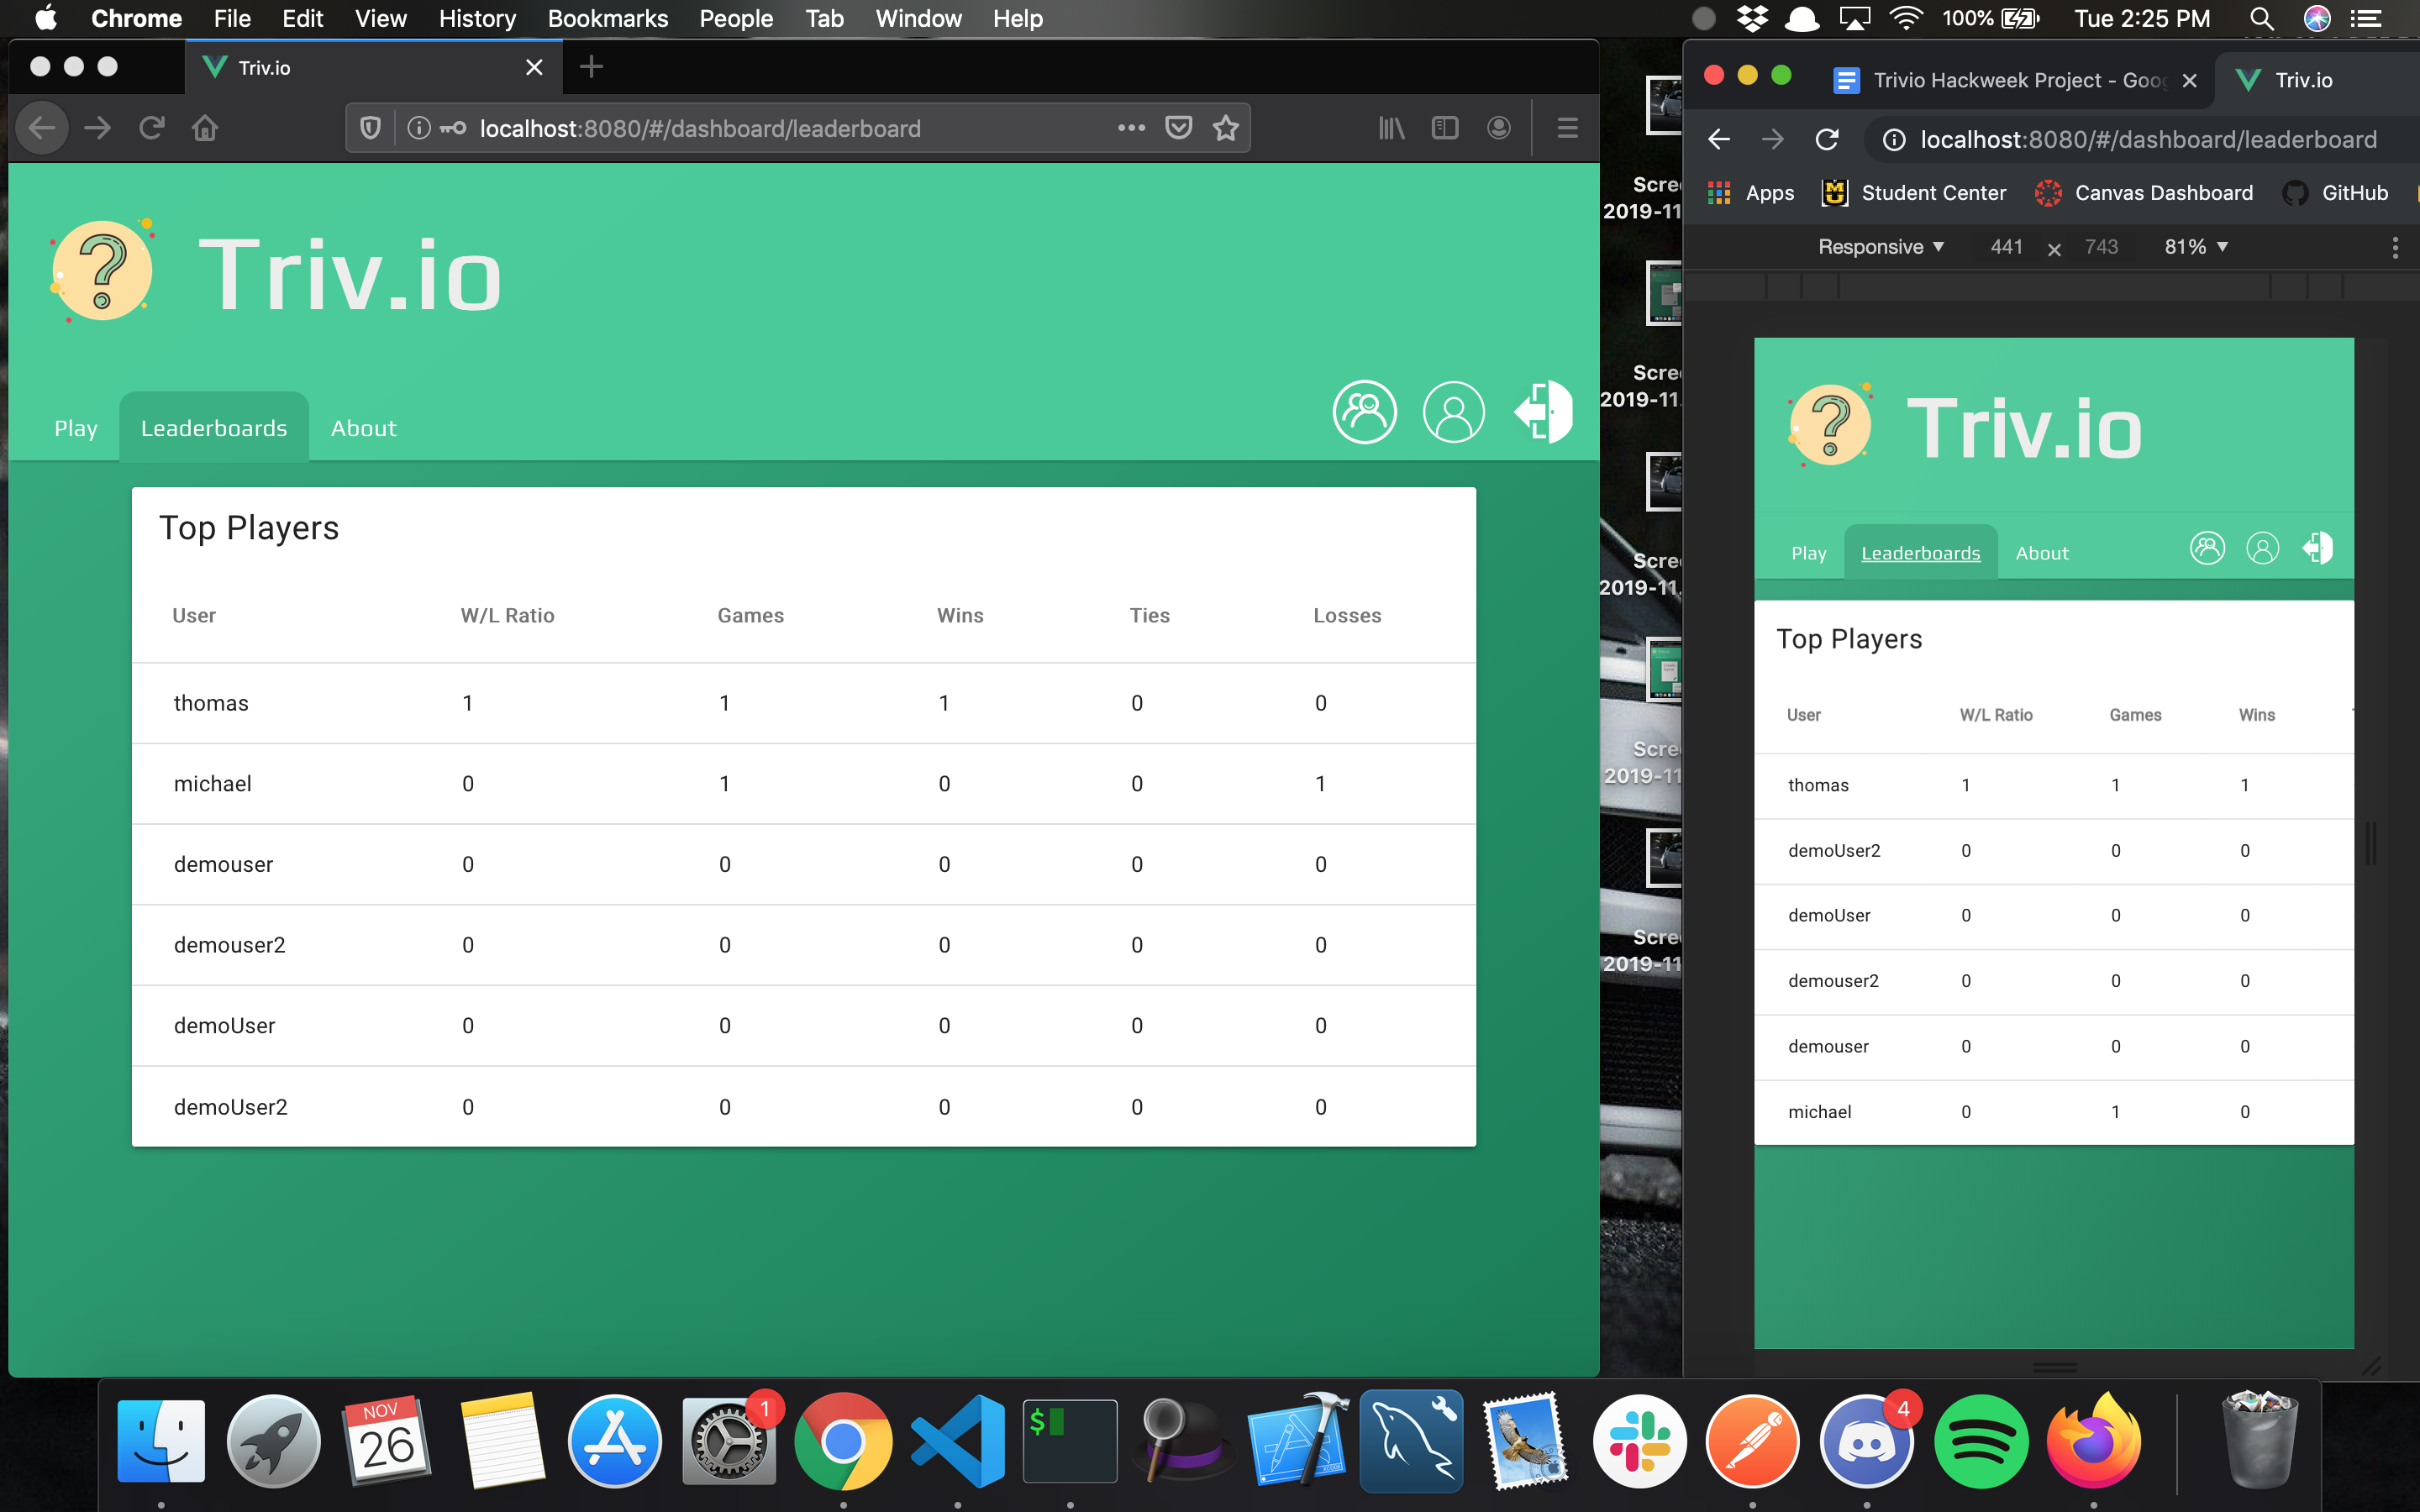 Chrome File Edit View History Bookmarks People Tab Window Help 100% Tue 2:25 PM
Triv.io
localhost:8080/#/dashboard/leaderboard
? Triv.io
Play Leaderboards About
Top Players
User W/L Ratio Games Wins Ties Losses
thomas 1 1 1 0 0
michael 0 1 0 0 1
demouser 0 0 0 0 0
demouser2 0 0 0 0 0
demoUser 0 0 0 0 0
demoUser2 0 0 0 0 0
Scree
2019-11
Scree
2019-11.
Scree
2019-11.
Scree
2019-11
Scree
2019-11
Trivio Hackweek Project - Goog
Triv.io
localhost:8080/#/dashboard/leaderboard
Apps Student Center Canvas Dashboard GitHub
Responsive 441 x 743 81%
? Triv.io
Play Leaderboards About
Top Players
User W/L Ratio Games Wins
thomas 1 1 1
demoUser2 0 0 0
demoUser 0 0 0
demouser2 0 0 0
demouser 0 0 0
michael 0 1 0
NOV
26
1
$
4